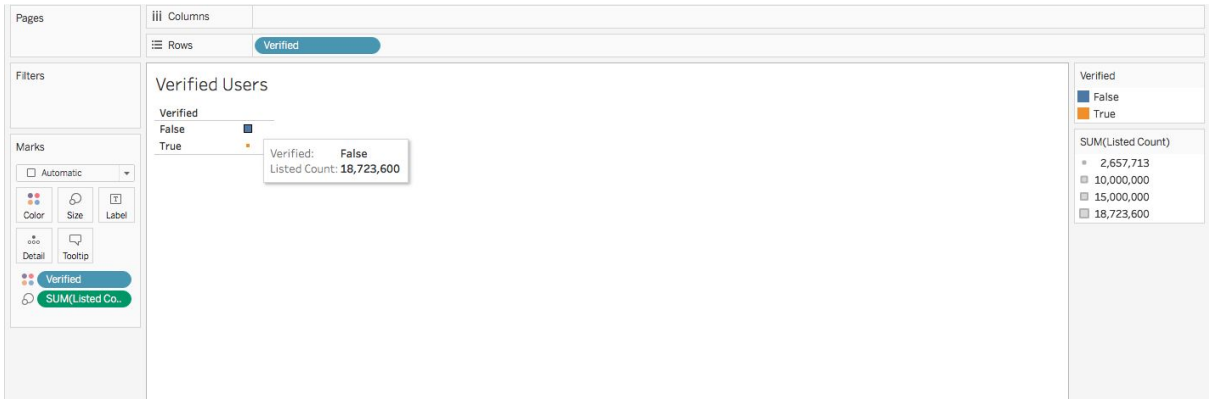 Pages
iii Columns
Rows
Verified
Filters
Marks
Automatic
Color
Size
Label
Detail
Tooltip
Verified
SUM(Listed Co..
Verified Users
Verified
False
True
Verified: False
Listed Count: 18,723,600
Verified
False
True
SUM(Listed Count)
2,657,713
10,000,000
15,000,000
18,723,600